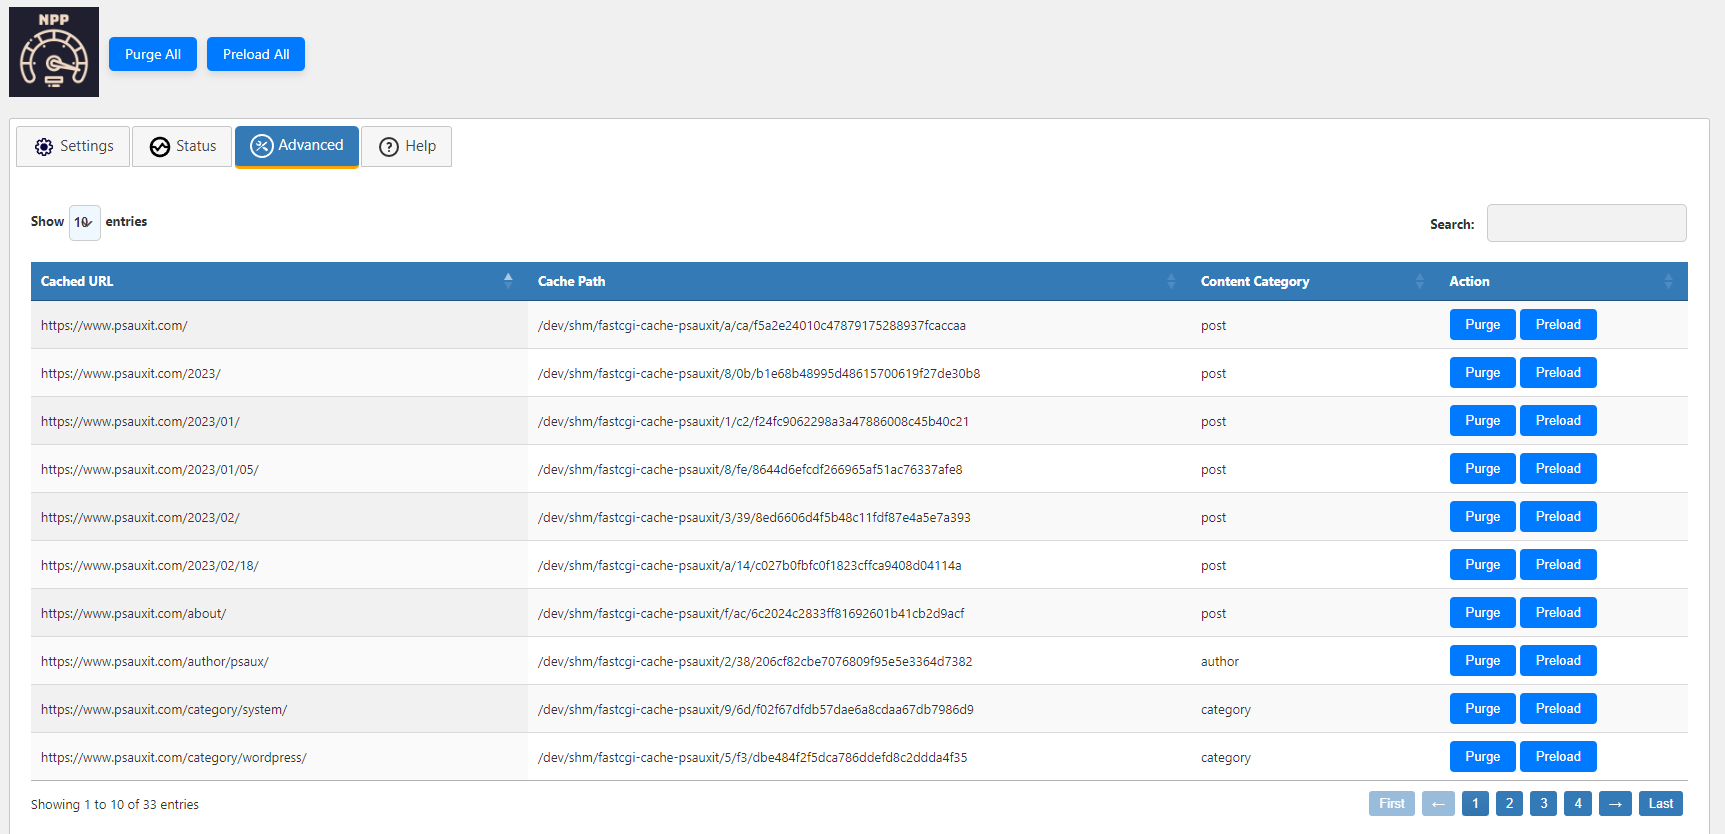 NPP
Purge All Preload All
Settings Status Advanced Help
Show 10 entries Search:
Cached URL Cache Path Content Category Action
https://www.psauxit.com/ /dev/shm/fastcgi-cache-psauxit/a/ca/f5a2e24010c47879175288937fcaccaa post Purge Preload
https://www.psauxit.com/2023/ /dev/shm/fastcgi-cache-psauxit/8/0b/b1e68b48995d48615700619f27de30b8 post Purge Preload
https://www.psauxit.com/2023/01/ /dev/shm/fastcgi-cache-psauxit/1/c2/f24fc9062298a3a47886008c45b40c21 post Purge Preload
https://www.psauxit.com/2023/01/05/ /dev/shm/fastcgi-cache-psauxit/8/fe/8644d6efcdf266965af51ac76337afe8 post Purge Preload
https://www.psauxit.com/2023/02/ /dev/shm/fastcgi-cache-psauxit/3/39/8ed6606d4f5b48c11fdf87e4a5e7a393 post Purge Preload
https://www.psauxit.com/2023/02/18/ /dev/shm/fastcgi-cache-psauxit/a/14/c027b0fbfc0f1823cffca9408d04114a post Purge Preload
https://www.psauxit.com/about/ /dev/shm/fastcgi-cache-psauxit/f/ac/6c2024c2833ff81692601b41cb2d9acf post Purge Preload
https://www.psauxit.com/author/psaux/ /dev/shm/fastcgi-cache-psauxit/2/38/206cf82cbe7076809f95e5e3364d7382 author Purge Preload
https://www.psauxit.com/category/system/ /dev/shm/fastcgi-cache-psauxit/9/6d/f02f67dfdb57dae6a8cdaa67db7986d9 category Purge Preload
https://www.psauxit.com/category/wordpress/ /dev/shm/fastcgi-cache-psauxit/5/f3/dbe484f2f5dca786ddefd8c2ddda4f35 category Purge Preload
Showing 1 to 10 of 33 entries First ← 1 2 3 4 → Last